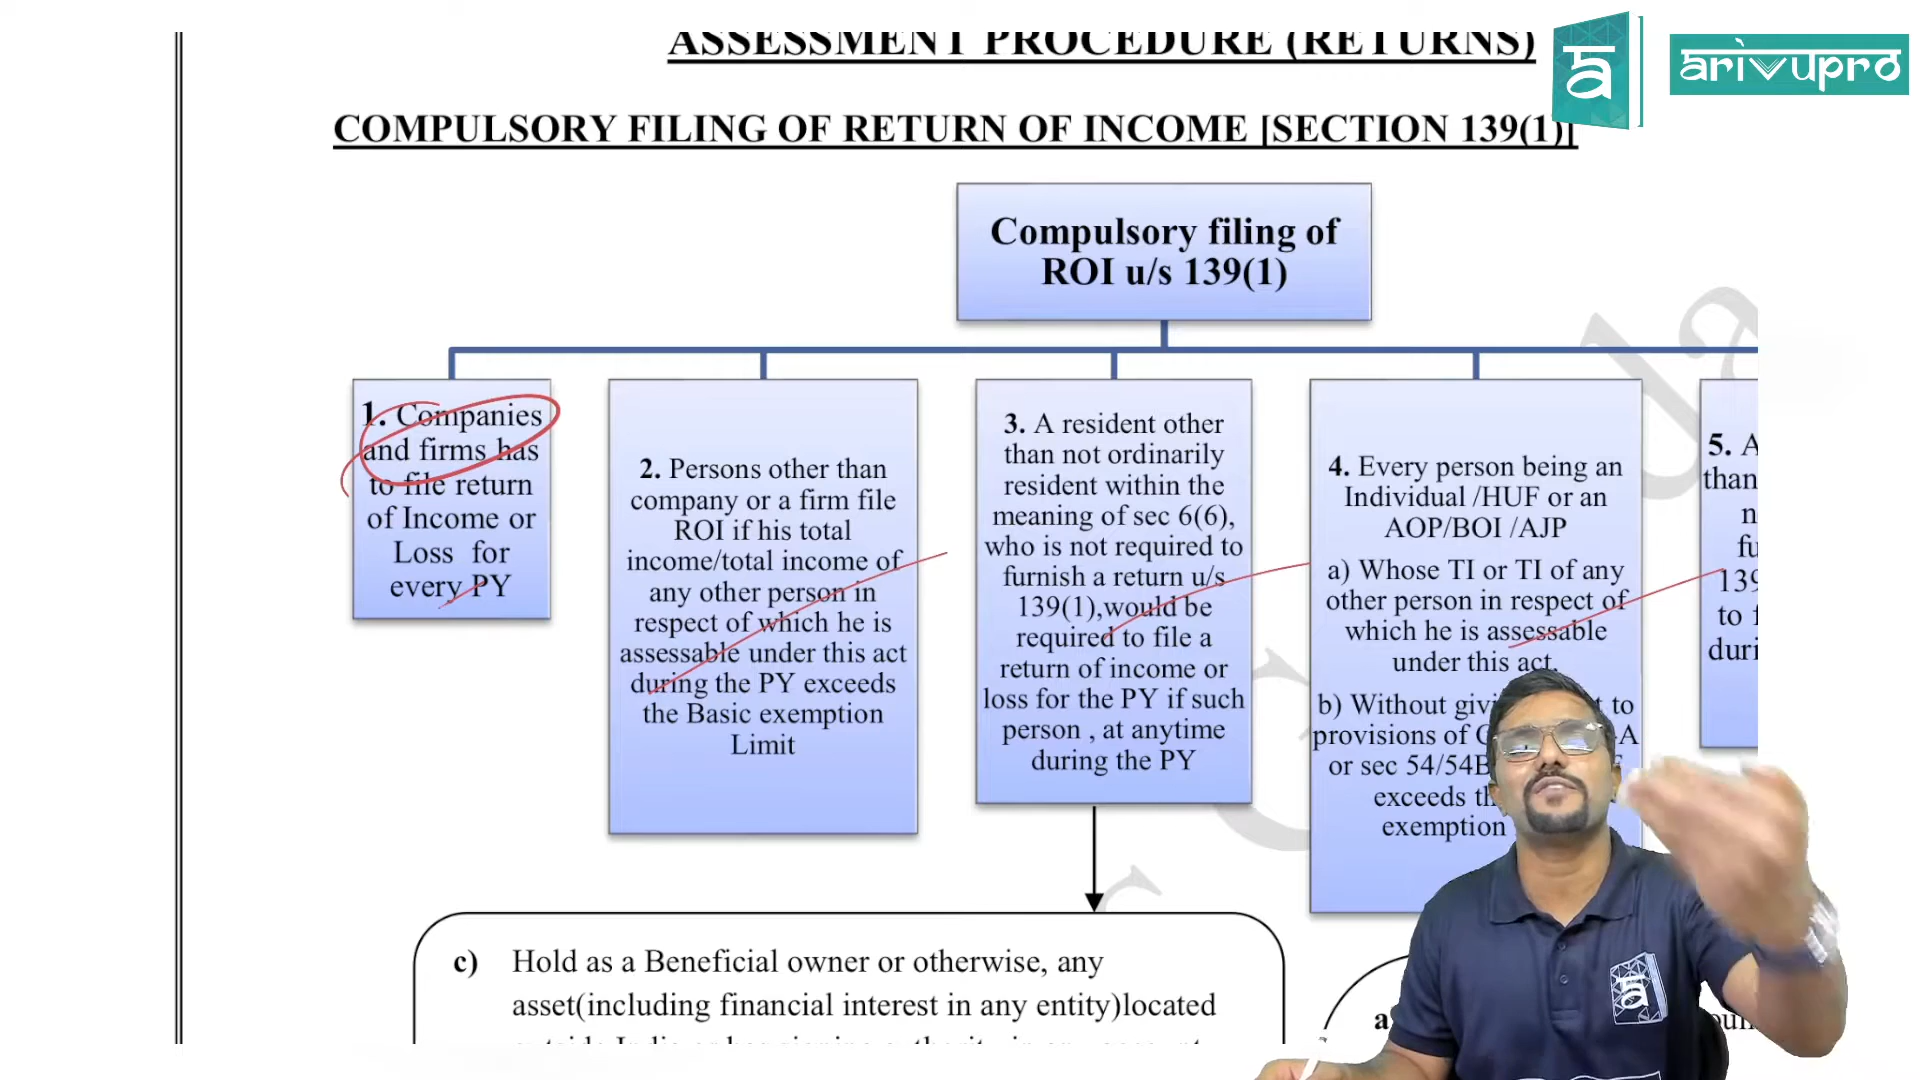 ASSESSMENT PROCEDURE (RETURNS)
arivupro
COMPULSORY FILING OF RETURN OF INCOME [SECTION 139(1)]
Compulsory filing of
ROI u/s 139(1)
1. Companies
and firms has
to file return
of Income or
Loss for
every PY
2. Persons other than
company or a firm file
ROI if his total
income/total income of
any other person in
respect of which he is
assessable under this act
during the PY exceeds
the Basic exemption
Limit
3. A resident other
than not ordinarily
resident within the
meaning of sec 6(6),
who is not required to
furnish a return u/s
139(1),would be
required to file a
return of income or
loss for the PY if such
person , at anytime
during the PY
4. Every person being an
Individual /HUF or an
AOP/BOI /AJP
a) Whose TI or TI of any
other person in respect of
which he is assessable
under this act.
b) Without to
provisions of
or sec 54/54B
exceeds
exemption
5. A
than
139
to
c) Hold as a Beneficial owner or otherwise, any
asset(including financial interest in any entity)located
a